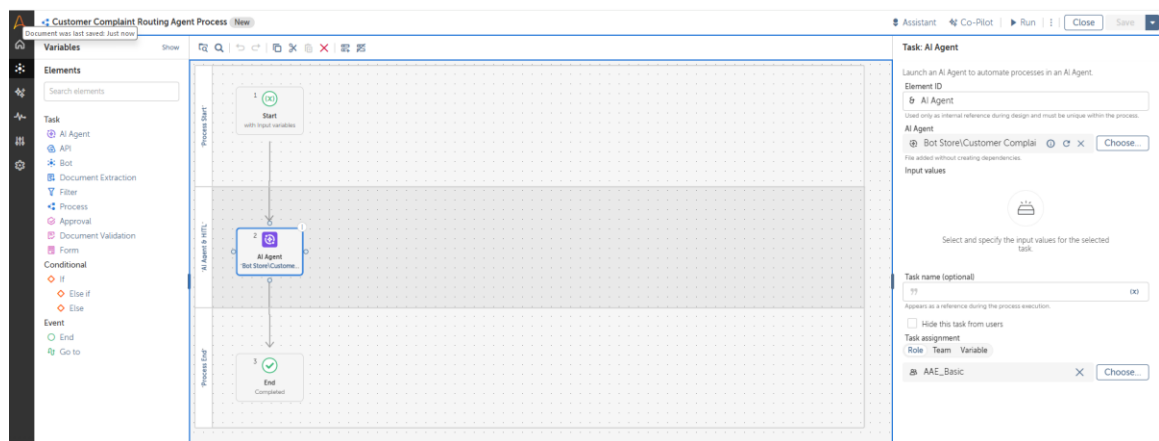 Customer Complaint Routing Agent Process New
Assistant Co-Pilot Run Close Save
Document was last saved: Just now
Variables Show
Elements
Search elements
Task
AI Agent
API
Bot
Document Extraction
Filter
Process
Approval
Document Validation
Form
Conditional
If
Else if
Else
Event
End
Go to
'Process Start'
1
Start
with input variables
'AI Agent & HITL'
2
AI Agent
'Bot Store\Custome...
'Process End'
3
End
Completed
Task: AI Agent
Launch an AI Agent to automate processes in an AI Agent.
Element ID
AI Agent
Used only as internal reference during design and must be unique within the process.
AI Agent
Bot Store\Customer Complai Choose...
File added without creating dependencies.
Input values
Select and specify the input values for the selected
task.
Task name (optional)
(x)
Appears as a reference during the process execution.
Hide this task from users
Task assignment
Role Team Variable
AAE_Basic Choose...